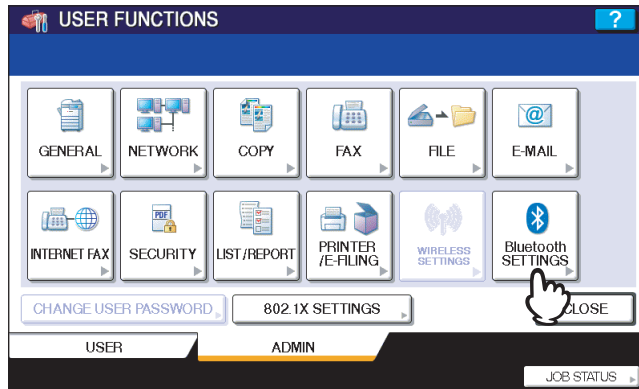 USER FUNCTIONS
?
GENERAL
NETWORK
COPY
FAX
FILE
@
E-MAIL
INTERNET FAX
PDF
SECURITY
LIST/REPORT
PRINTER
/E-FILING
WIRELESS
SETTINGS
Bluetooth
SETTINGS
CHANGE USER PASSWORD
802.1X SETTINGS
CLOSE
USER
ADMIN
JOB STATUS